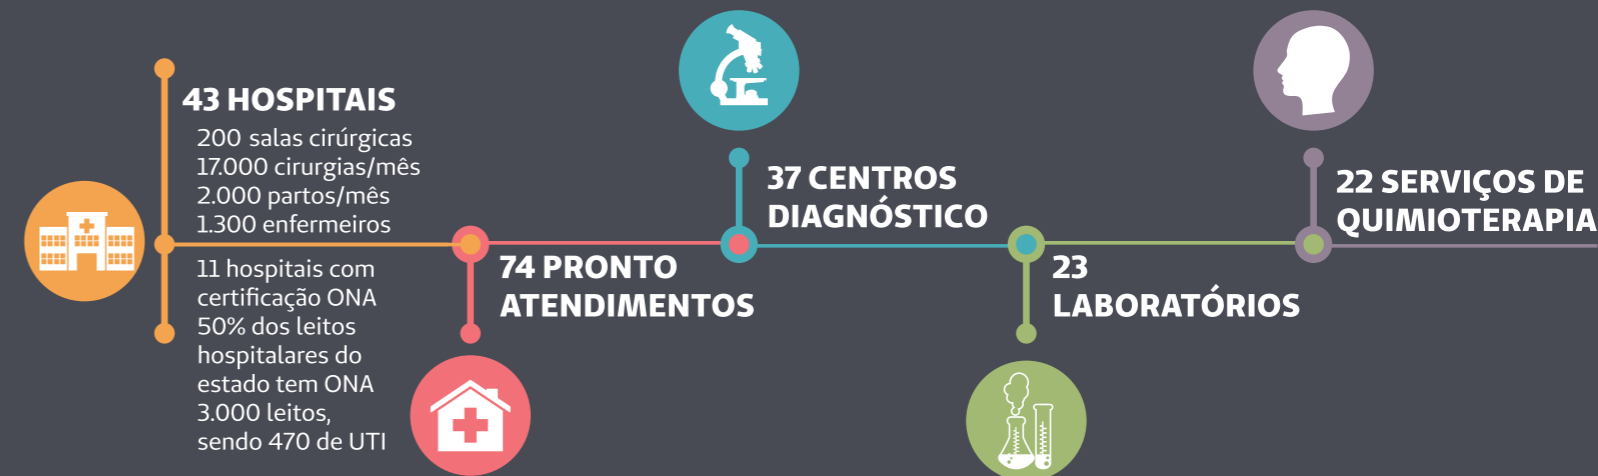 43 HOSPITAIS
200 salas cirúrgicas
17.000 cirurgias/mês
2.000 partos/mês
1.300 enfermeiros
11 hospitais com
certificação ONA
50% dos leitos
hospitalares do
estado tem ONA
3.000 leitos,
sendo 470 de UTI
74 PRONTO
ATENDIMENTOS
37 CENTROS
DIAGNÓSTICO
23
LABORATÓRIOS
22 SERVIÇOS DE
QUIMIOTERAPIA